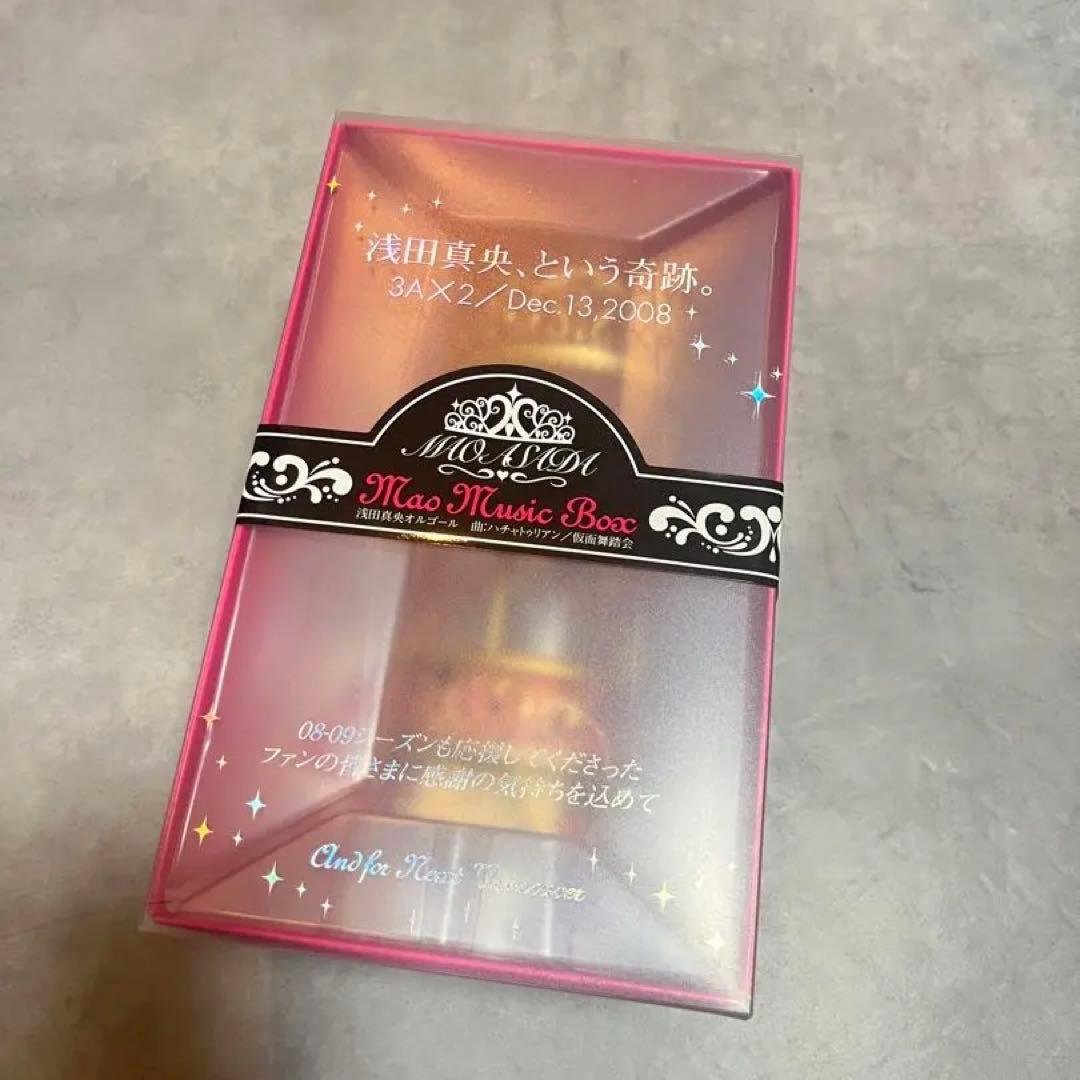 浅田真央、という奇跡。
3A×2／Dec.13,2008
MAO ASADA
Mao Music Box
浅田真央オルゴール 曲:ハチャトゥリアン／仮面舞踏会
08-09シーズンも応援してくださった
ファンの皆さまに感謝の気持ちを込めて
And for Next Vancouver